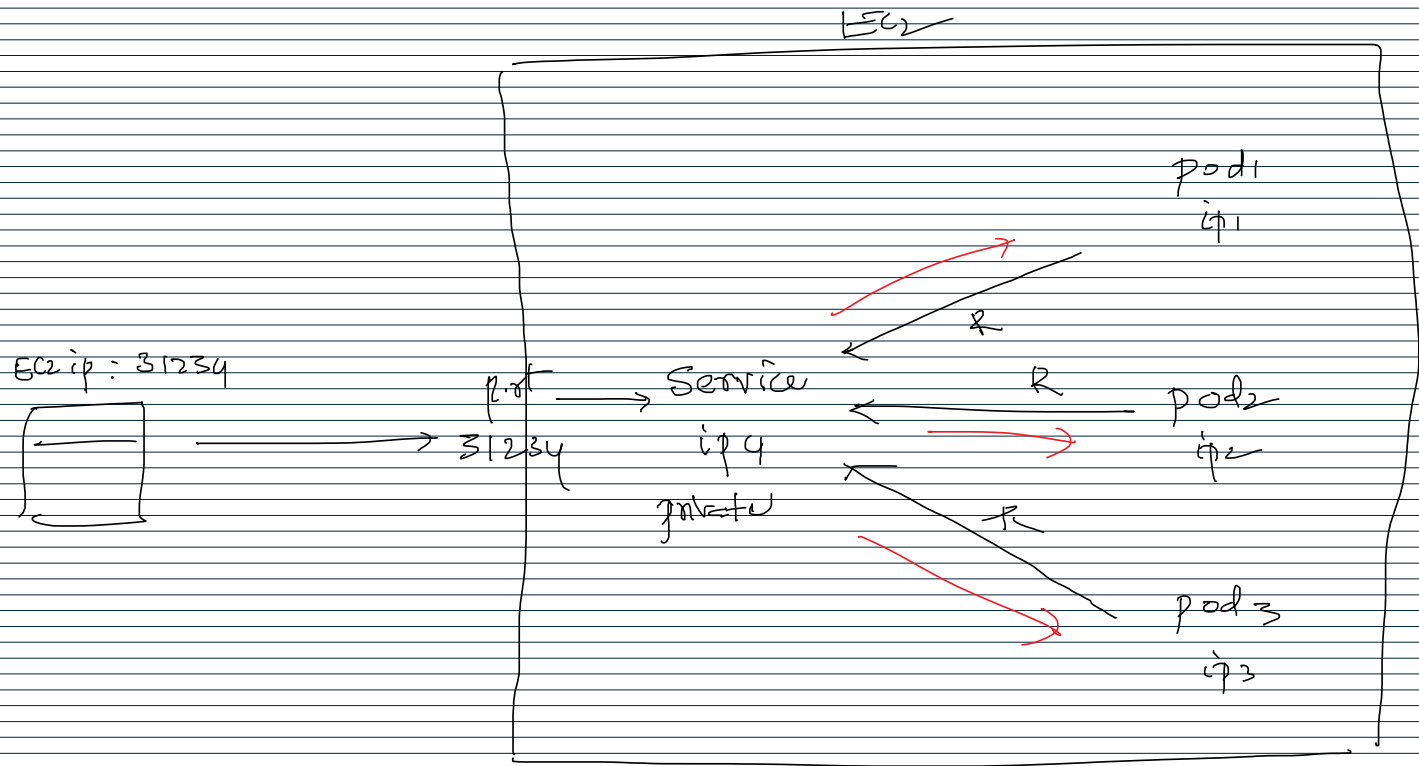 EC2
pod1
ip1
R
EC2 ip : 31234
port
Service
R
pod2
31234
ip4
ip2
private
R
pod3
ip3